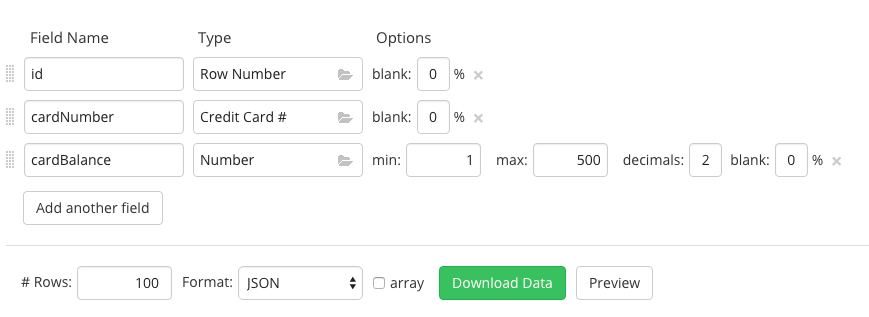 Field Name Type Options
id Row Number blank: 0 %
cardNumber Credit Card # blank: 0 %
cardBalance Number min: 1 max: 500 decimals: 2 blank: 0 %
Add another field
# Rows: 100 Format: JSON array Download Data Preview